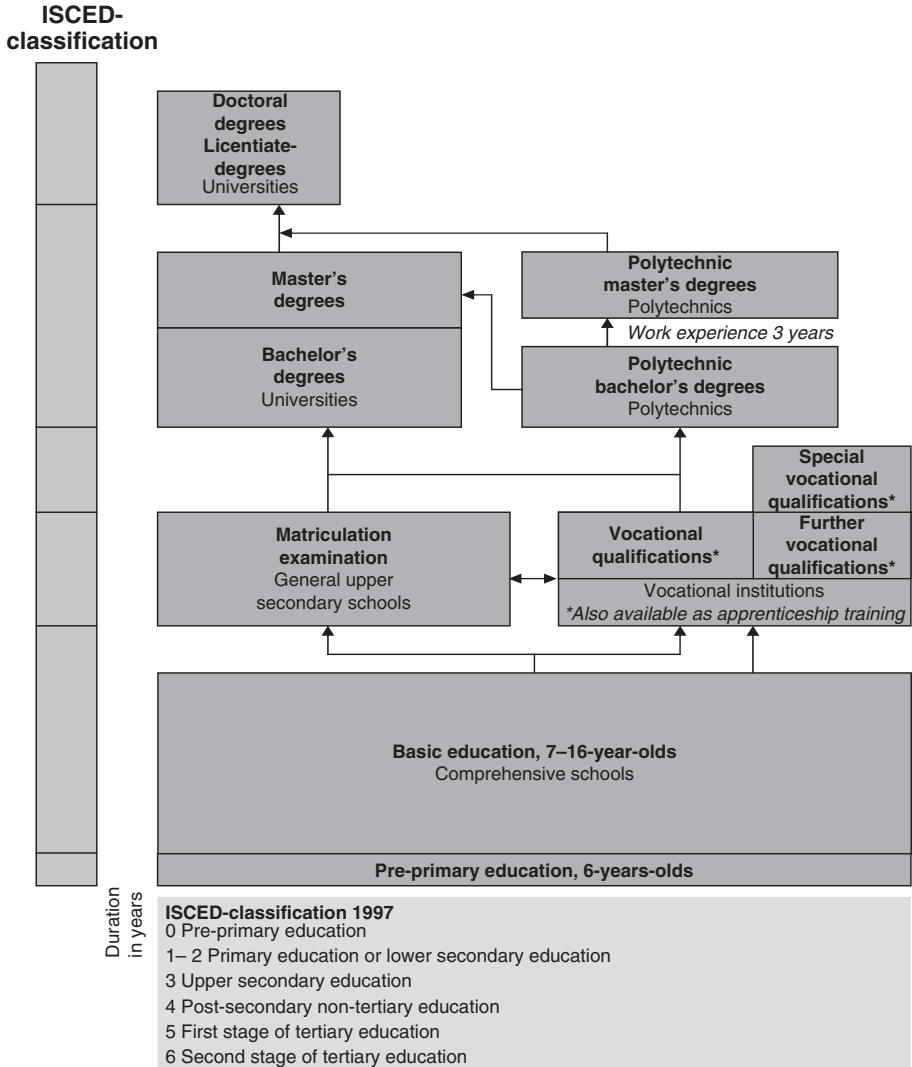 ISCED-
classification
Doctoral
degrees
Licentiate-
degrees
Universities
Master's
degrees
Bachelor's
degrees
Universities
Polytechnic
master's degrees
Polytechnics
Work experience 3 years
Polytechnic
bachelor's degrees
Polytechnics
Matriculation
examination
General upper
secondary schools
Vocational
qualifications*
Special
vocational
qualifications*
Further
vocational
qualifications*
Vocational institutions
*Also available as apprenticeship training
Basic education, 7–16-year-olds
Comprehensive schools
Pre-primary education, 6-years-olds
Duration
in years
ISCED-classification 1997
0 Pre-primary education
1– 2 Primary education or lower secondary education
3 Upper secondary education
4 Post-secondary non-tertiary education
5 First stage of tertiary education
6 Second stage of tertiary education